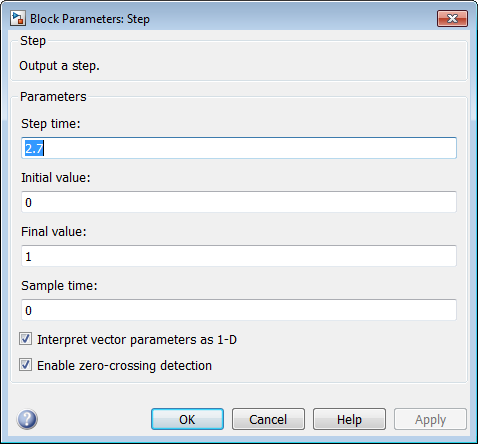 Block Parameters: Step
Step
Output a step.
Parameters
Step time:
2.7
Initial value:
0
Final value:
1
Sample time:
0
Interpret vector parameters as 1-D
Enable zero-crossing detection
? OK Cancel Help Apply